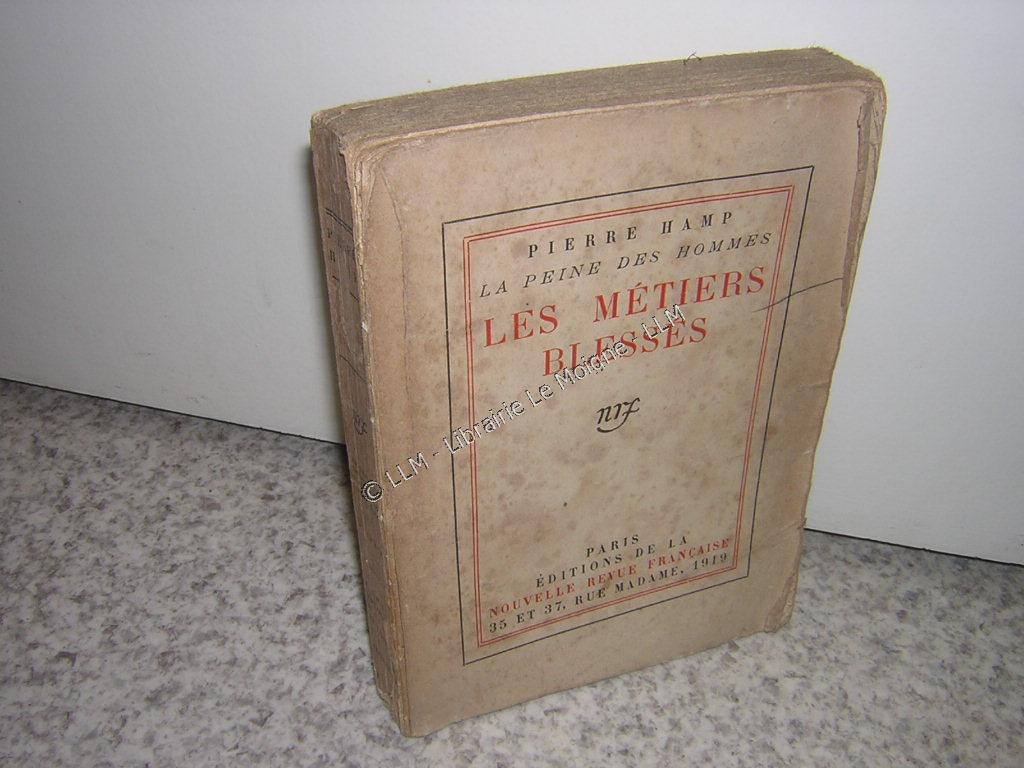 PIERRE HAMP
LA PEINE DES HOMMES
LES MÉTIERS
BLESSÉS
nrf
PARIS
ÉDITIONS DE LA
NOUVELLE REVUE FRANÇAISE
35 ET 37, RUE MADAME, 1919
© LLM - Librairie Le Moigne - LLM
nrf